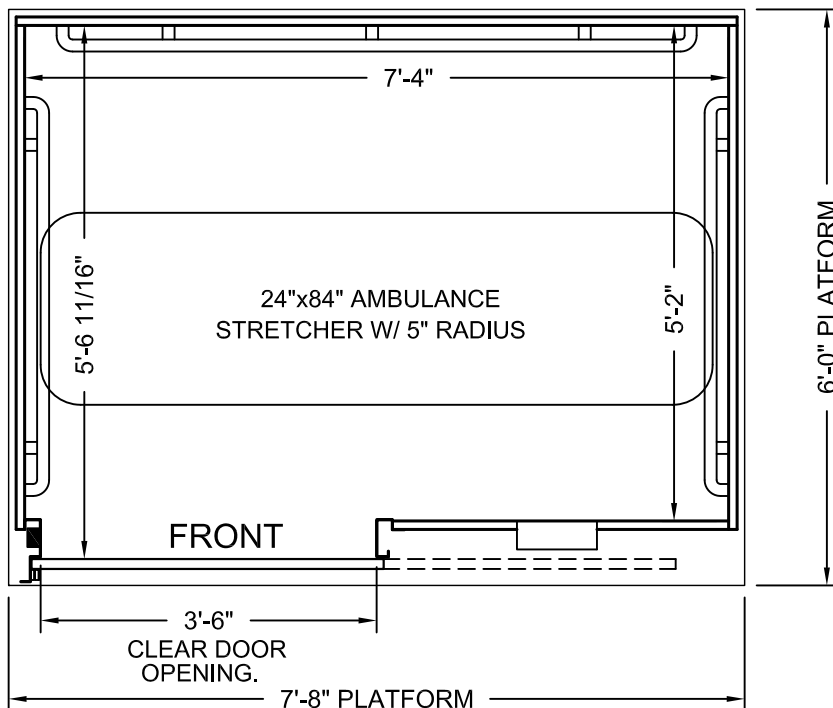 7'-4"
5'-6 11/16"
24"x84" AMBULANCE
STRETCHER W/ 5" RADIUS
5'-2"
6'-0" PLATFORM
FRONT
3'-6"
CLEAR DOOR
OPENING.
7'-8" PLATFORM